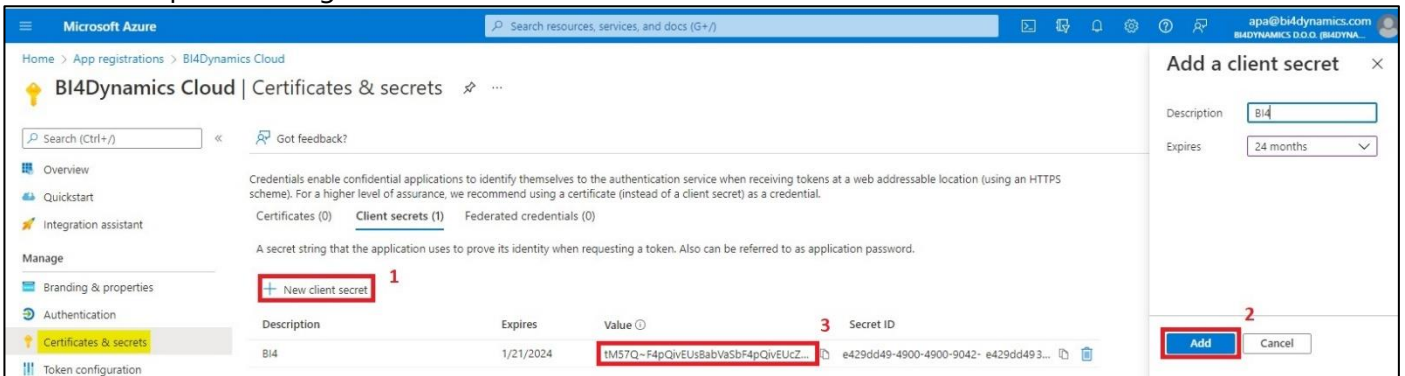 Microsoft Azure
Search resources, services, and docs (G+/)
apa@bi4dynamics.com
BI4DYNAMICS D.O.O. (BI4DYNA...
Home > App registrations > BI4Dynamics Cloud
BI4Dynamics Cloud | Certificates & secrets
Search (Ctrl+/)
Got feedback?
Overview
Quickstart
Integration assistant
Manage
Branding & properties
Authentication
Certificates & secrets
Token configuration
Credentials enable confidential applications to identify themselves to the authentication service when receiving tokens at a web addressable location (using an HTTPS
scheme). For a higher level of assurance, we recommend using a certificate (instead of a client secret) as a credential.
Certificates (0) Client secrets (1) Federated credentials (0)
A secret string that the application uses to prove its identity when requesting a token. Also can be referred to as application password.
+ New client secret 1
Description Expires Value 3 Secret ID
BI4 1/21/2024 tM57Q~F4pQivEUsBabVaSbF4pQivEUcZ... e429dd49-4900-4900-9042- e429dd493...
Add a client secret
Description BI4
Expires 24 months
2
Add Cancel